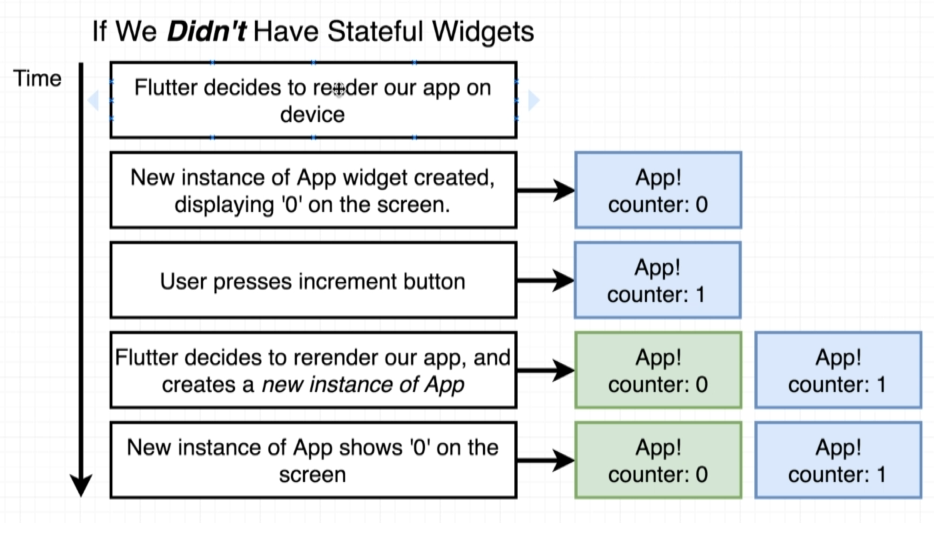 If We Didn't Have Stateful Widgets
Time
Flutter decides to render our app on
device
New instance of App widget created,
displaying '0' on the screen.
App!
counter: 0
User presses increment button
App!
counter: 1
Flutter decides to rerender our app, and
creates a new instance of App
App!
counter: 0
App!
counter: 1
New instance of App shows '0' on the
screen
App!
counter: 0
App!
counter: 1